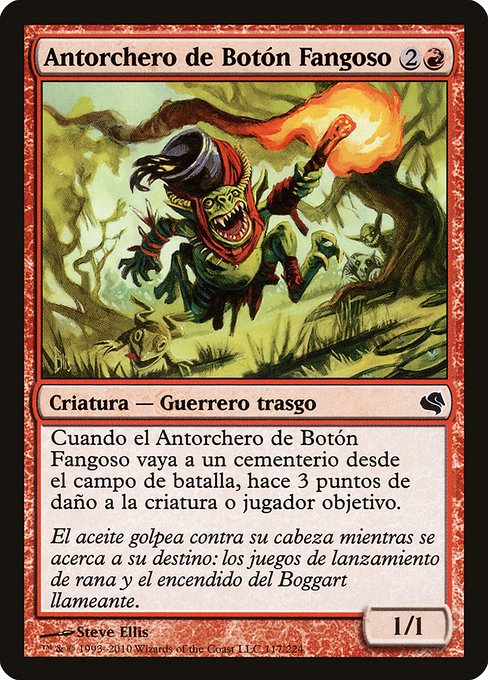 Antorchero de Botón Fangoso 2
Criatura — Guerrero trasgo
Cuando el Antorchero de Botón
Fangoso vaya a un cementerio desde
el campo de batalla, hace 3 puntos de
daño a la criatura o jugador objetivo.
El aceite golpea contra su cabeza mientras se
acerca a su destino: los juegos de lanzamiento
de rana y el encendido del Boggart
llameante.
Steve Ellis
1/1
™ & © 1993–2010 Wizards of the Coast LLC 117/224